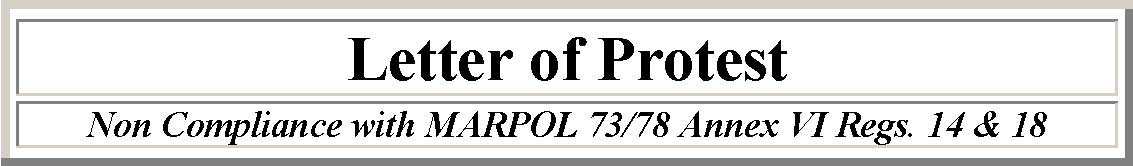 Letter of Protest
Non Compliance with MARPOL 73/78 Annex VI Regs. 14 & 18